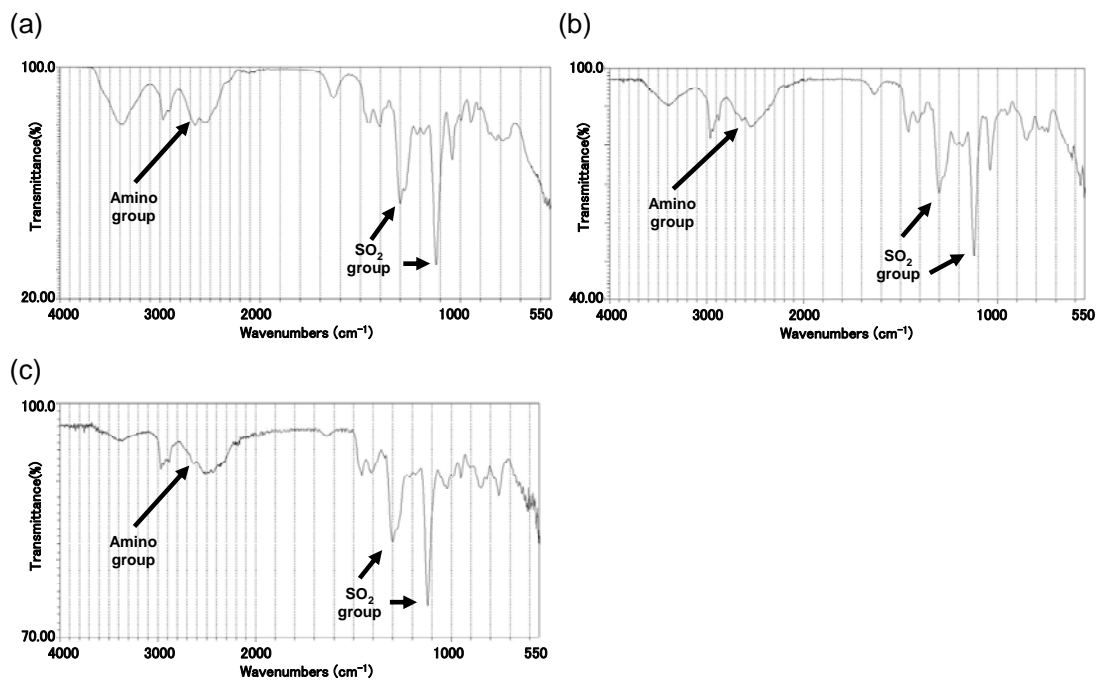 (a)
100.0
Transmittance(%)
Amino
group
SO2
group
20.00
4000 3000 2000 1000 550
Wavenumbers (cm−1)
(b)
100.0
Transmittance(%)
Amino
group
SO2
group
40.00
4000 3000 2000 1000 550
Wavenumbers (cm−1)
(c)
100.0
Transmittance(%)
Amino
group
SO2
group
70.00
4000 3000 2000 1000 550
Wavenumbers (cm−1)